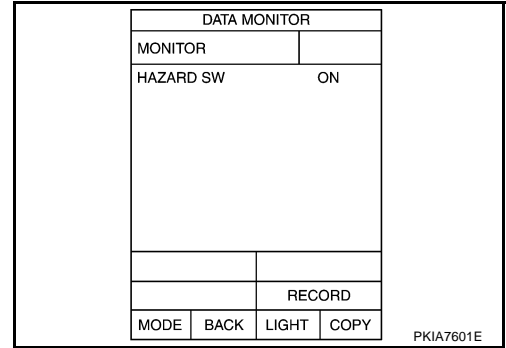 DATA MONITOR
MONITOR
HAZARD SW ON
RECORD
MODE BACK LIGHT COPY
PKIA7601E